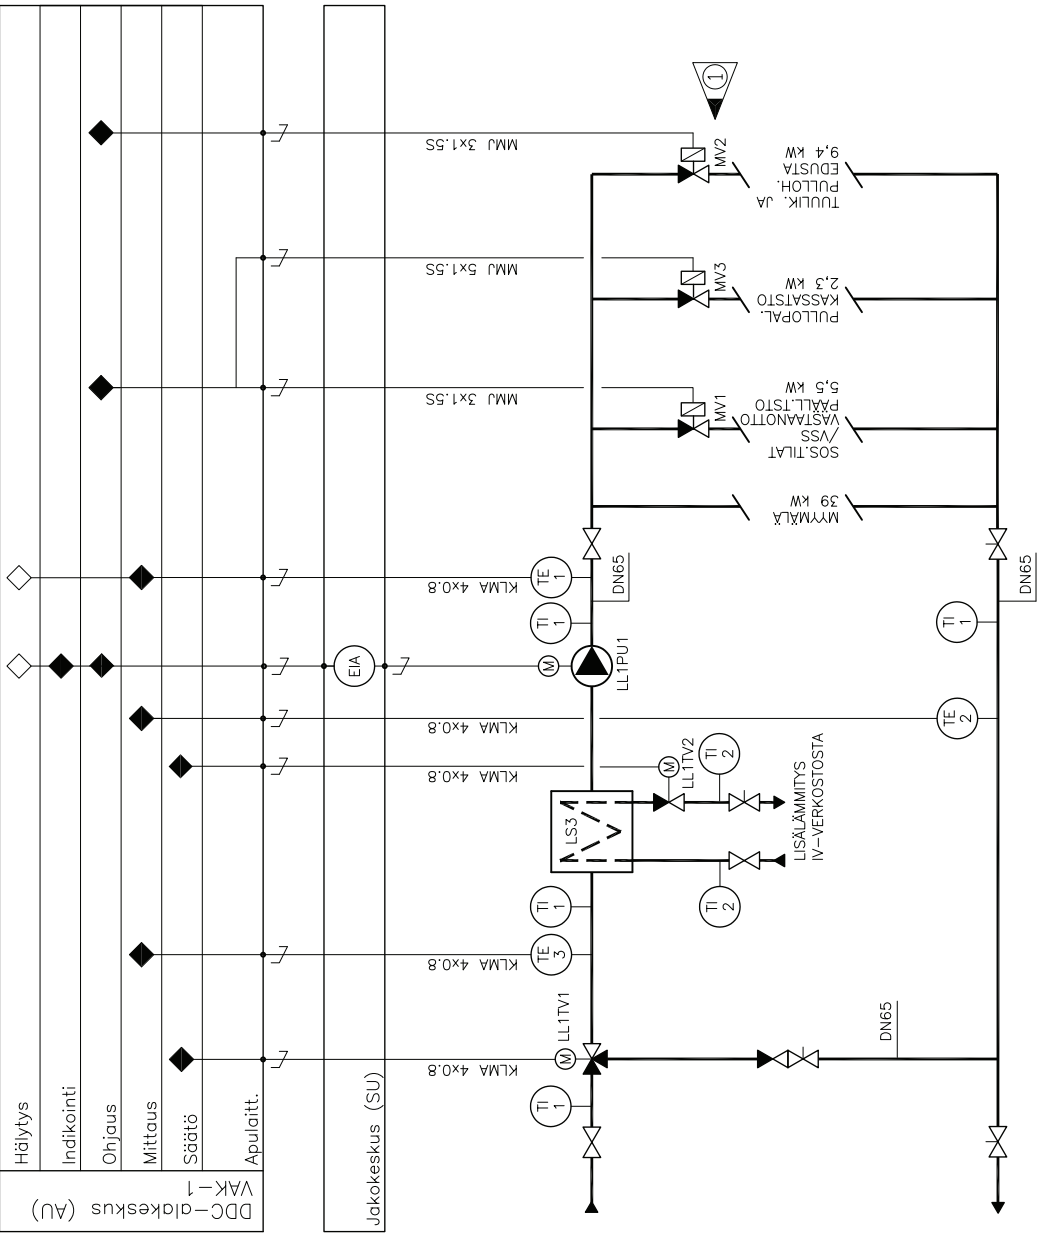 Hälytys
Indikointi
Ohjaus
Mittaus
Säätö
Apulaitt.
DDC-alakeskus (AU)
VAK-1
Jakokeskus (SU)
EIA
MMJ 3x1.5S
MMJ 5x1.5S
MMJ 3x1.5S
KLMA 4x0.8
KLMA 4x0.8
KLMA 4x0.8
KLMA 4x0.8
KLMA 4x0.8
1
MV2
TUULIK. JA
PULLOH.
EDUSTA
9,4 kW
MV3
PULLOPAL.
KASSATSTO
2,3 kW
MV1
SOS.TILAT
/VSS
VASTAANOTTO
PÄÄLL.TSTO
5,5 kW
MYYMÄLÄ
39 kW
TE
1
TI
1
DN65
M
LL1PU1
TI
1
DN65
TE
2
M
LL1TV2
TI
2
LS3
LISÄLÄMMITYS
IV-VERKOSTOSTA
TI
2
TI
1
TE
3
M
LL1TV1
DN65
TI
1